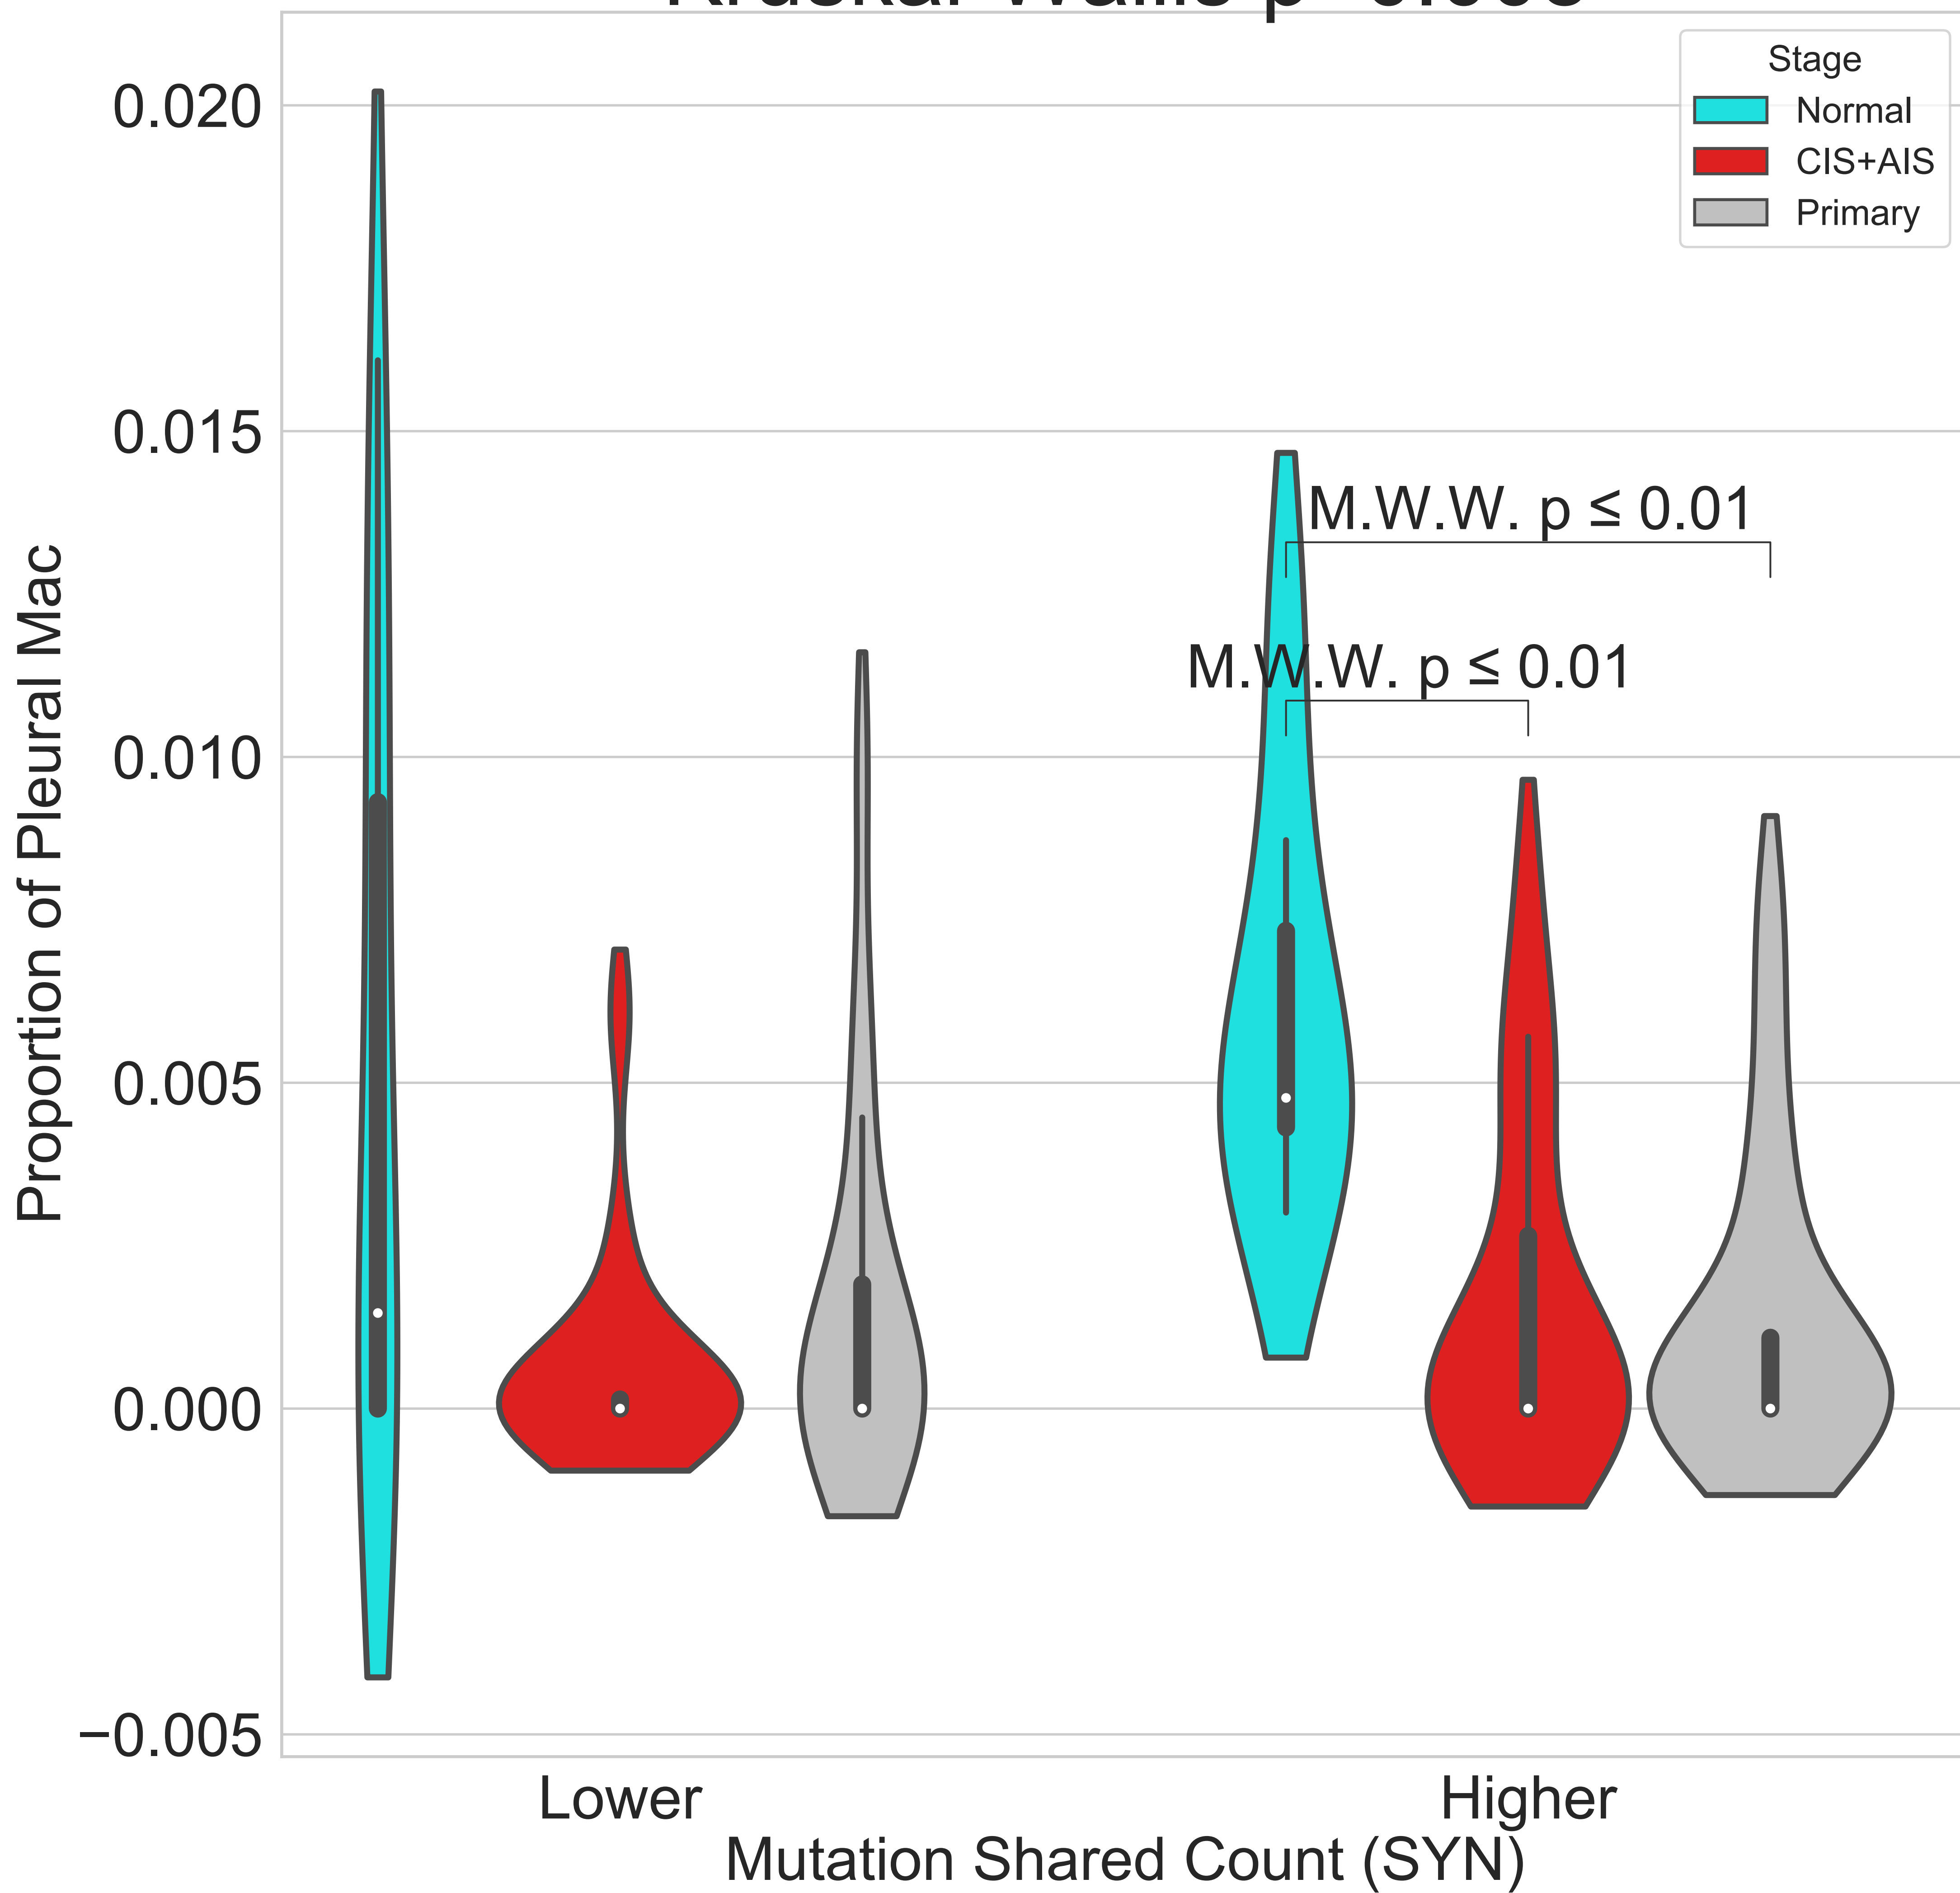 Stage
Normal
CIS+AIS
Primary
0.020
0.015
0.010
0.005
0.000
−0.005
Proportion of Pleural Mac
M.W.W. p ≤ 0.01
M.W.W. p ≤ 0.01
Lower
Higher
Mutation Shared Count (SYN)